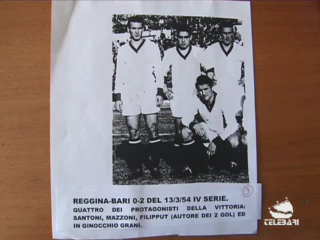 REGGINA-BARI 0-2 DEL 13/3/54 IV SERIE.
QUATTRO DEI PROTAGONISTI DELLA VITTORIA:
SANTONI, MAZZONI, FILIPPUT (AUTORE DEI 2 GOL) ED
IN GINOCCHIO GRANI.
TELEBARI